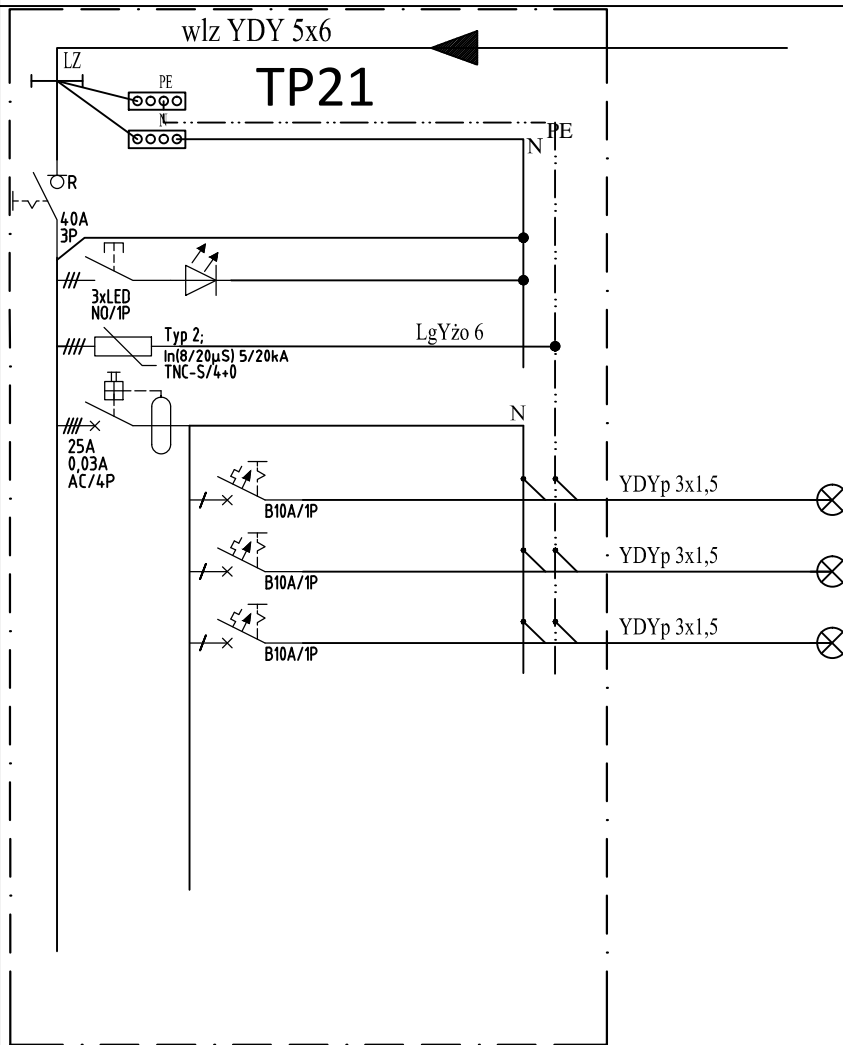 wlz YDY 5x6
LZ
TP21
PE
N
PE
N
R
40A
3P
3xLED
NO/1P
Typ 2;
In(8/20µS) 5/20kA
TNC-S/4+0
LgYżo 6
N
25A
0,03A
AC/4P
B10A/1P
YDYp 3x1,5
B10A/1P
YDYp 3x1,5
B10A/1P
YDYp 3x1,5